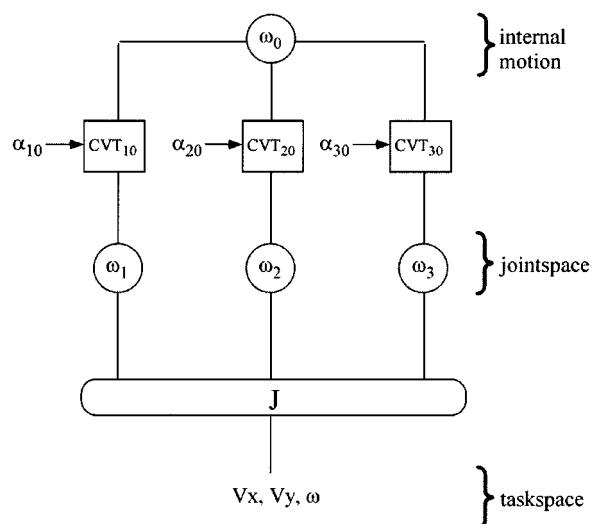 ω₀
internal
motion
α₁₀ CVT₁₀ α₂₀ CVT₂₀ α₃₀ CVT₃₀
ω₁ ω₂ ω₃ jointspace
J
Vx, Vy, ω taskspace